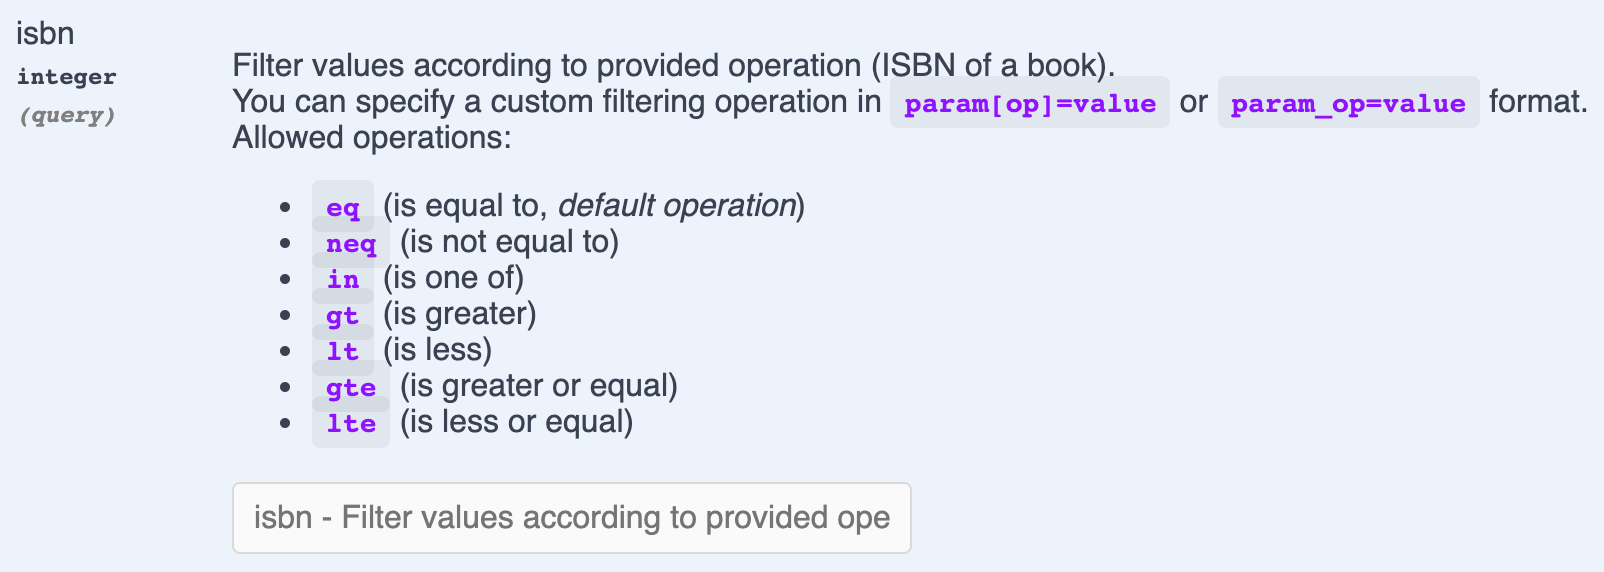 isbn
integer
(query)
Filter values according to provided operation (ISBN of a book).
You can specify a custom filtering operation in param[op]=value or param_op=value format.
Allowed operations:
• eq (is equal to, default operation)
• neq (is not equal to)
• in (is one of)
• gt (is greater)
• lt (is less)
• gte (is greater or equal)
• lte (is less or equal)
isbn - Filter values according to provided ope